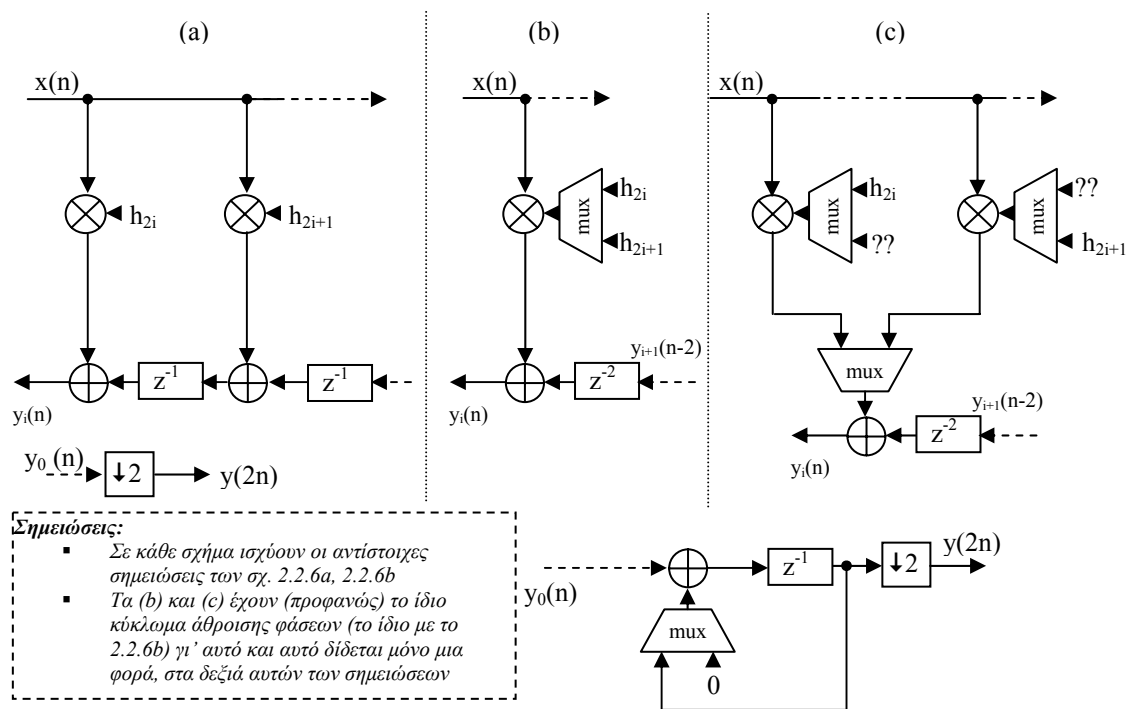 (a) (b) (c)
x(n) x(n) x(n)
h2i h2i+1
mux h2i
h2i+1
mux h2i
??
mux ??
h2i+1
z-1 z-1
yi(n)
yi+1(n-2)
z-2
yi(n)
mux
yi+1(n-2)
z-2
yi(n)
y0 (n) ↓2 y(2n)
Σημειώσεις:
▪ Σε κάθε σχήμα ισχύουν οι αντίστοιχες
σημειώσεις των σχ. 2.2.6a, 2.2.6b
▪ Τα (b) και (c) έχουν (προφανώς) το ίδιο
κύκλωμα άθροισης φάσεων (το ίδιο με το
2.2.6b) γι’ αυτό και αυτό δίδεται μόνο μια
φορά, στα δεξιά αυτών των σημειώσεων
y0(n) z-1 ↓2 y(2n)
mux
0